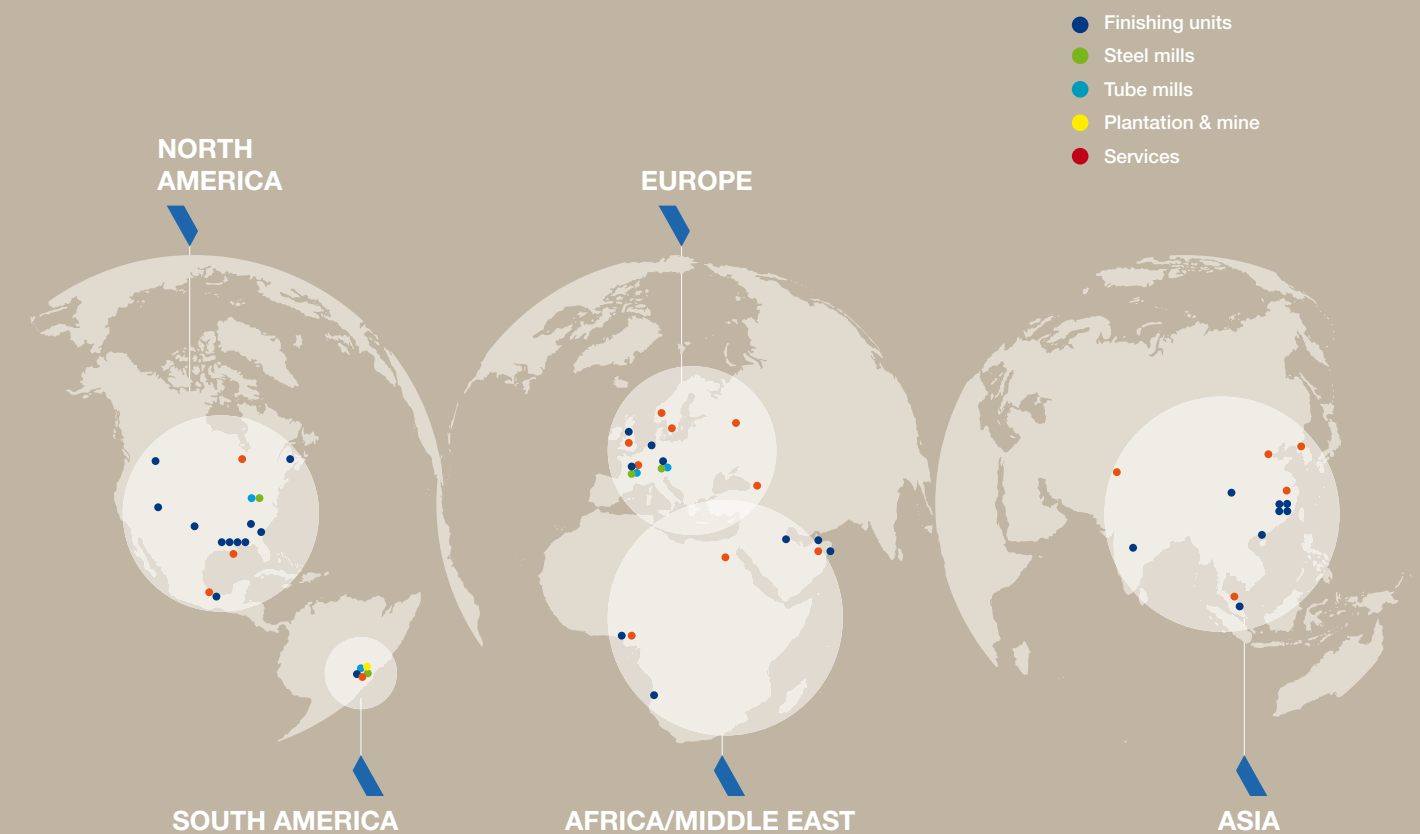 Finishing units
Steel mills
Tube mills
Plantation & mine
Services
NORTH
AMERICA
EUROPE
SOUTH AMERICA
AFRICA/MIDDLE EAST
ASIA